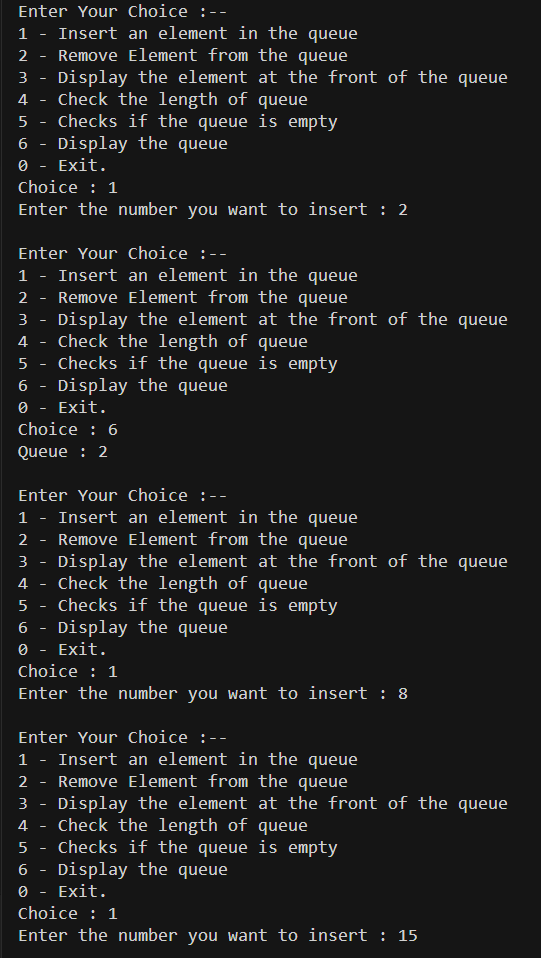 Enter Your Choice :--
1 - Insert an element in the queue
2 - Remove Element from the queue
3 - Display the element at the front of the queue
4 - Check the length of queue
5 - Checks if the queue is empty
6 - Display the queue
0 - Exit.
Choice : 1
Enter the number you want to insert : 2

Enter Your Choice :--
1 - Insert an element in the queue
2 - Remove Element from the queue
3 - Display the element at the front of the queue
4 - Check the length of queue
5 - Checks if the queue is empty
6 - Display the queue
0 - Exit.
Choice : 6
Queue : 2

Enter Your Choice :--
1 - Insert an element in the queue
2 - Remove Element from the queue
3 - Display the element at the front of the queue
4 - Check the length of queue
5 - Checks if the queue is empty
6 - Display the queue
0 - Exit.
Choice : 1
Enter the number you want to insert : 8

Enter Your Choice :--
1 - Insert an element in the queue
2 - Remove Element from the queue
3 - Display the element at the front of the queue
4 - Check the length of queue
5 - Checks if the queue is empty
6 - Display the queue
0 - Exit.
Choice : 1
Enter the number you want to insert : 15